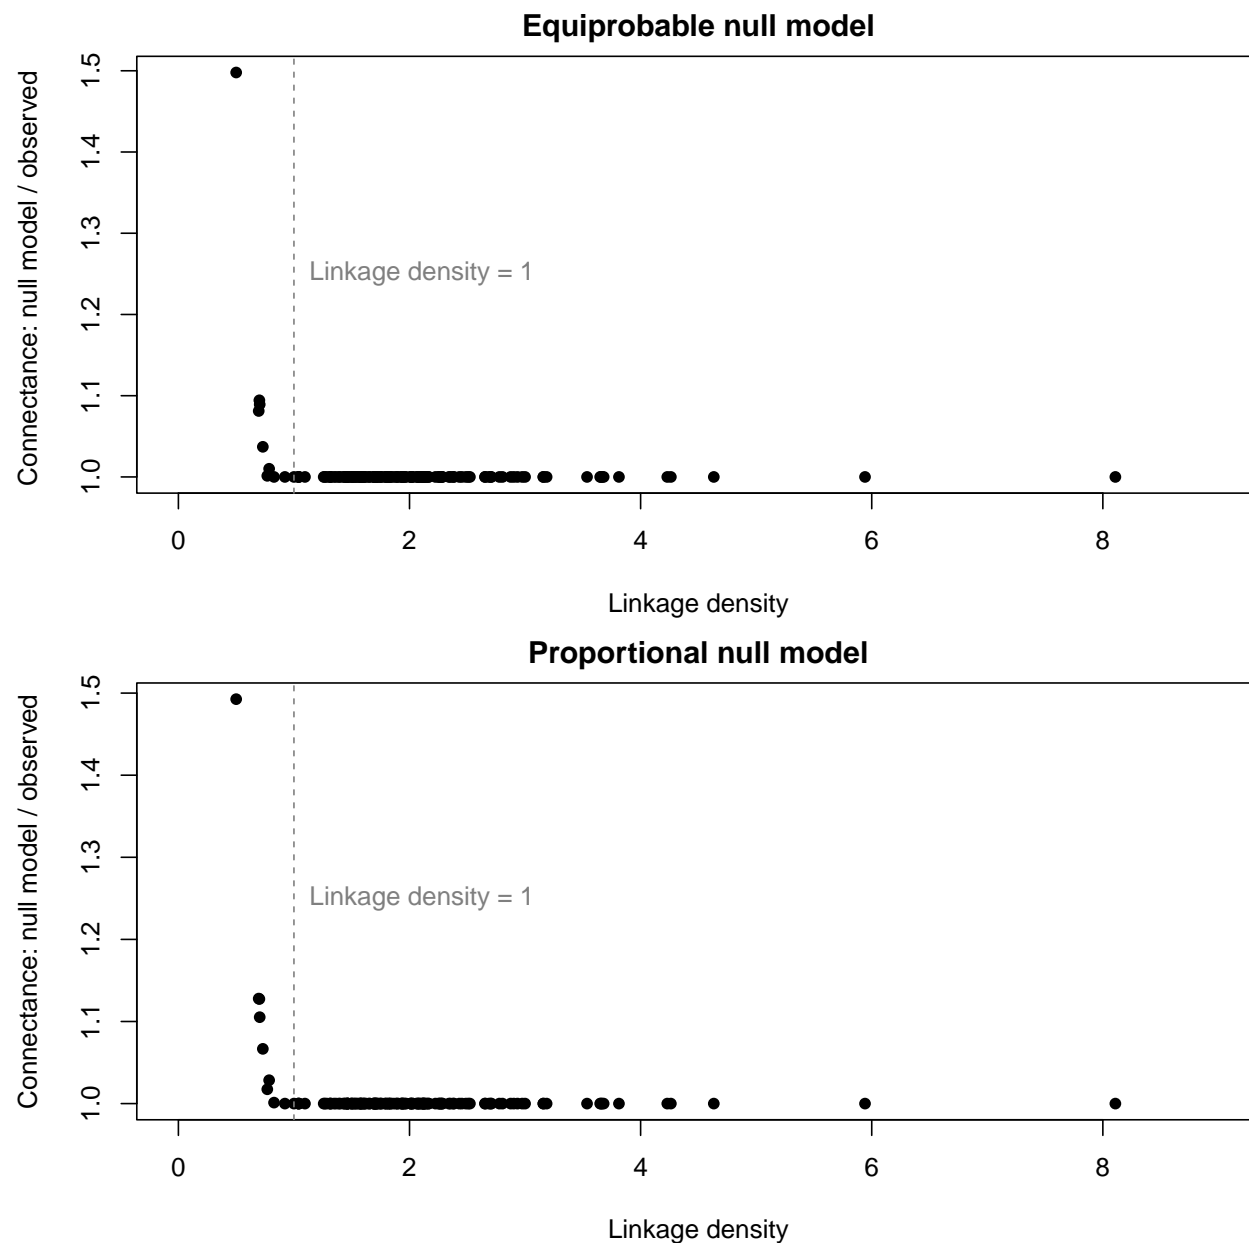 Equiprobable null model
Connectance: null model / observed
1.5
1.4
1.3
1.2
1.1
1.0
Linkage density = 1
0 2 4 6 8
Linkage density
Proportional null model
Connectance: null model / observed
1.5
1.4
1.3
1.2
1.1
1.0
Linkage density = 1
0 2 4 6 8
Linkage density